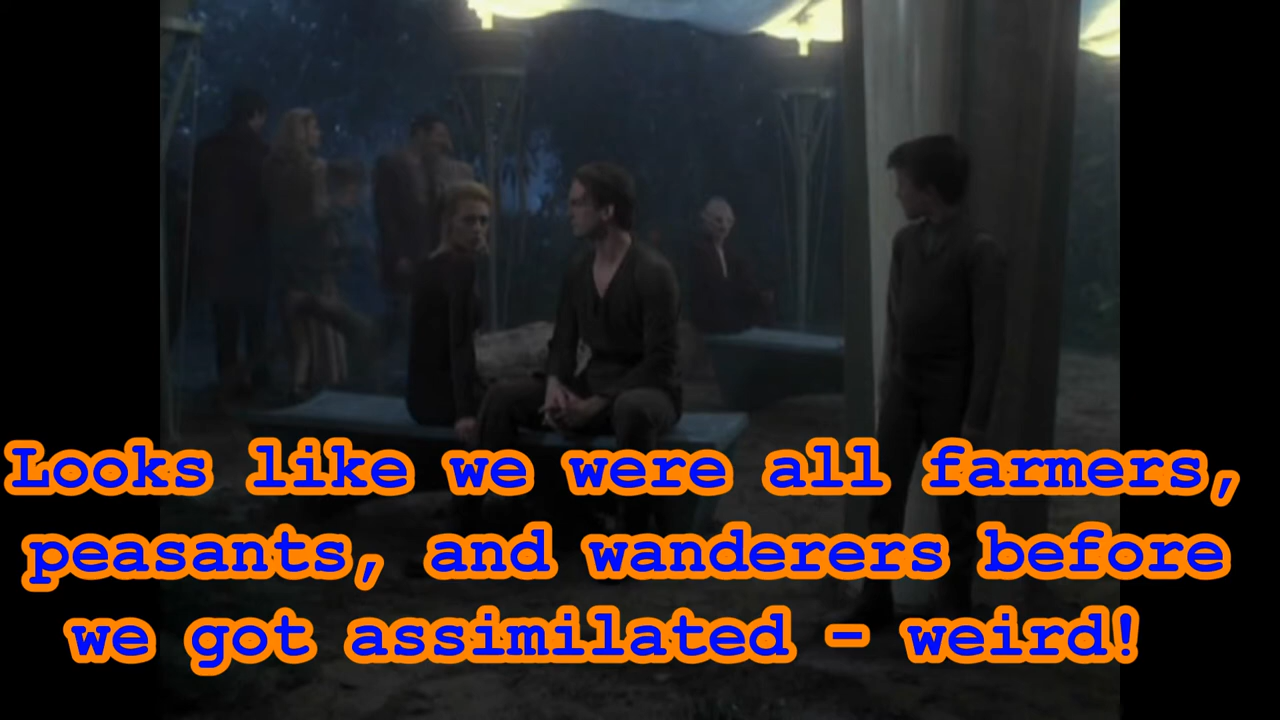 Looks like we were all farmers,
peasants, and wanderers before
we got assimilated - weird!